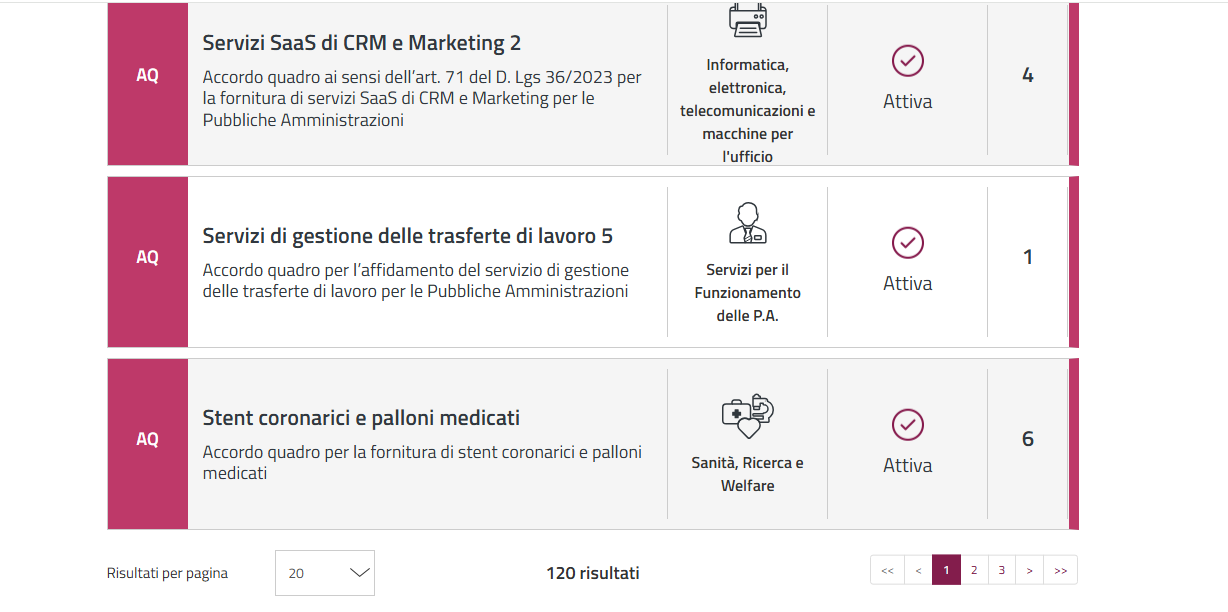 AQ
Servizi SaaS di CRM e Marketing 2
Accordo quadro ai sensi dell’art. 71 del D. Lgs 36/2023 per
la fornitura di servizi SaaS di CRM e Marketing per le
Pubbliche Amministrazioni
Informatica,
elettronica,
telecomunicazioni e
macchine per
l'ufficio
Attiva
4
AQ
Servizi di gestione delle trasferte di lavoro 5
Accordo quadro per l’affidamento del servizio di gestione
delle trasferte di lavoro per le Pubbliche Amministrazioni
Servizi per il
Funzionamento
delle P.A.
Attiva
1
AQ
Stent coronarici e palloni medicati
Accordo quadro per la fornitura di stent coronarici e palloni
medicati
Sanità, Ricerca e
Welfare
Attiva
6
Risultati per pagina
20
120 risultati
<< < 1 2 3 > >>